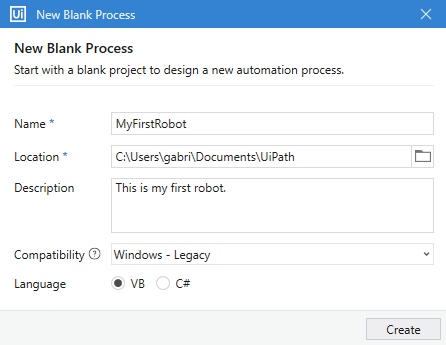 Ui New Blank Process
New Blank Process
Start with a blank project to design a new automation process.
Name * MyFirstRobot
Location * C:\Users\gabri\Documents\UiPath
Description This is my first robot.
Compatibility ? Windows - Legacy
Language VB C#
Create